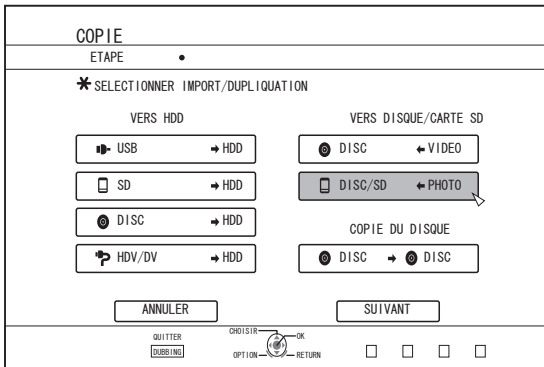 COPIE
ETAPE
SELECTIONNER IMPORT/DUPLIQUATION
VERS HDD
USB → HDD
SD → HDD
DISC → HDD
HDV/DV → HDD
VERS DISQUE/CARTE SD
DISC ← VIDEO
DISC/SD ← PHOTO
COPIE DU DISQUE
DISC → DISC
ANNULER
SUIVANT
QUITTER
DUBBING
CHOISIR
OK
OPTION
RETURN